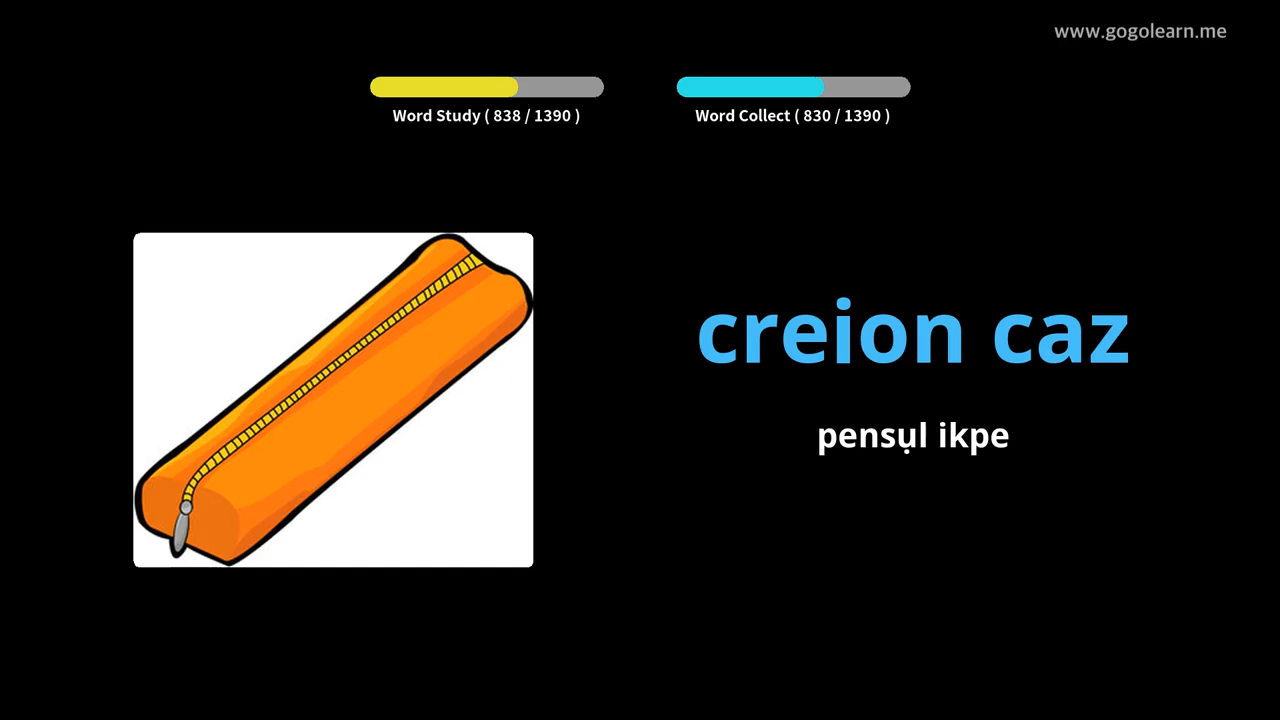 www.gogolearn.me
Word Study ( 838 / 1390 )
Word Collect ( 830 / 1390 )
creion caz
pensụl ikpe